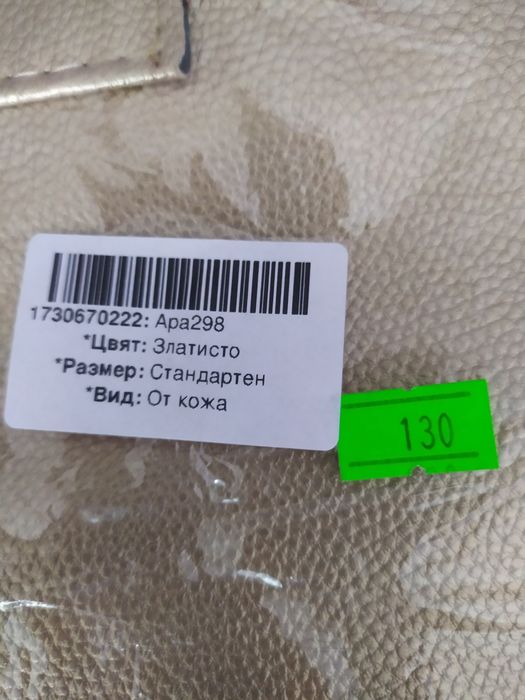 1730670222: Apa298
*Цвят: Златисто
*Размер: Стандартен
*Вид: От кожа
130